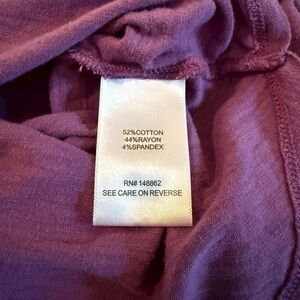 52%COTTON
44%RAYON
4%SPANDEX
RN# 148862
SEE CARE ON REVERSE